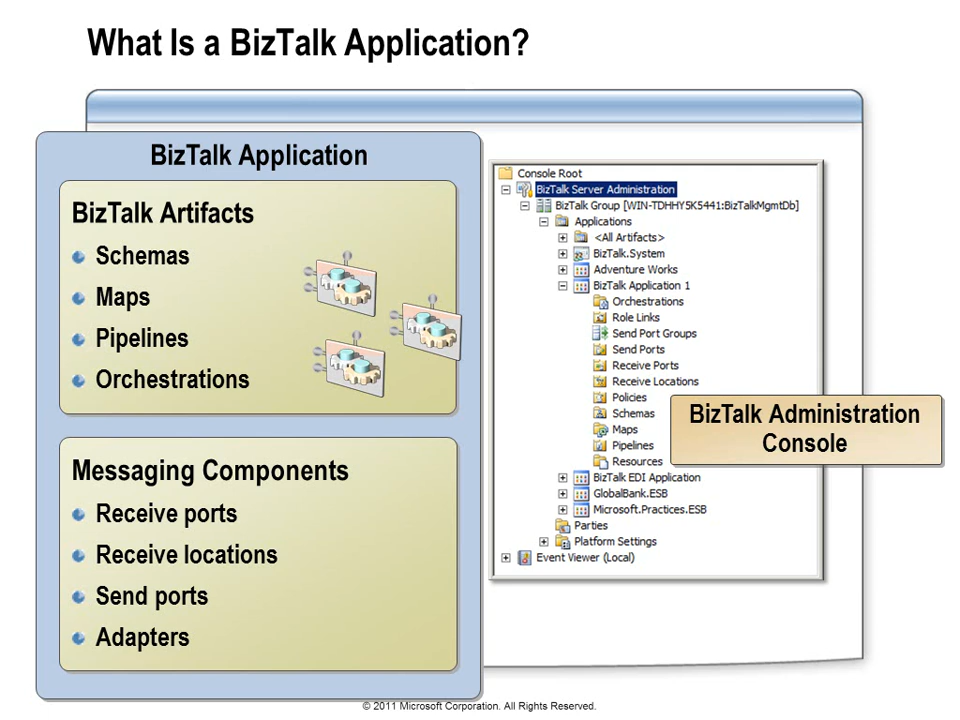 What Is a BizTalk Application?
BizTalk Application
BizTalk Artifacts
Schemas
Maps
Pipelines
Orchestrations
Messaging Components
Receive ports
Receive locations
Send ports
Adapters
Console Root
BizTalk Server Administration
BizTalk Group [WIN-TDHHY5K5441:BizTalkMgmtDb]
Applications
<All Artifacts>
BizTalk.System
Adventure Works
BizTalk Application 1
Orchestrations
Role Links
Send Port Groups
Send Ports
Receive Ports
Receive Locations
Policies
Schemas
Maps
Pipelines
Resources
BizTalk EDI Application
GlobalBank.ESB
Microsoft.Practices.ESB
Parties
Platform Settings
Event Viewer (Local)
BizTalk Administration
Console
© 2011 Microsoft Corporation. All Rights Reserved.